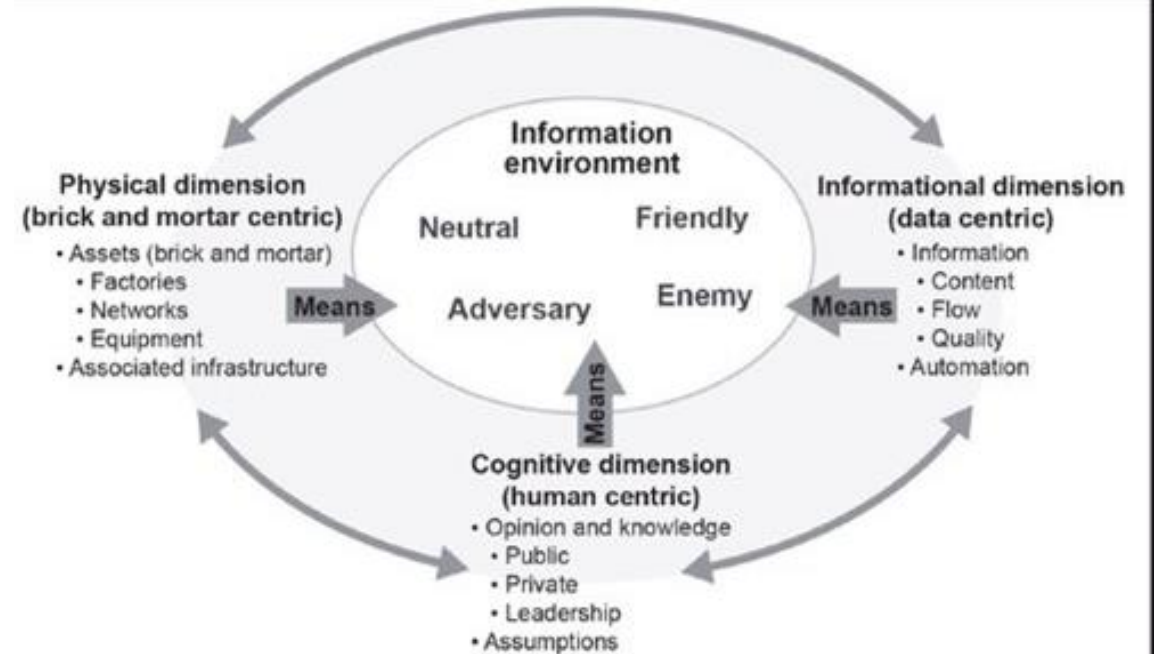 Information
environment
Neutral
Friendly
Adversary
Enemy
Physical dimension
(brick and mortar centric)
• Assets (brick and mortar)
• Factories
• Networks
• Equipment
• Associated infrastructure
Means
Informational dimension
(data centric)
• Information
• Content
• Flow
• Quality
• Automation
Means
Means
Cognitive dimension
(human centric)
• Opinion and knowledge
• Public
• Private
• Leadership
• Assumptions